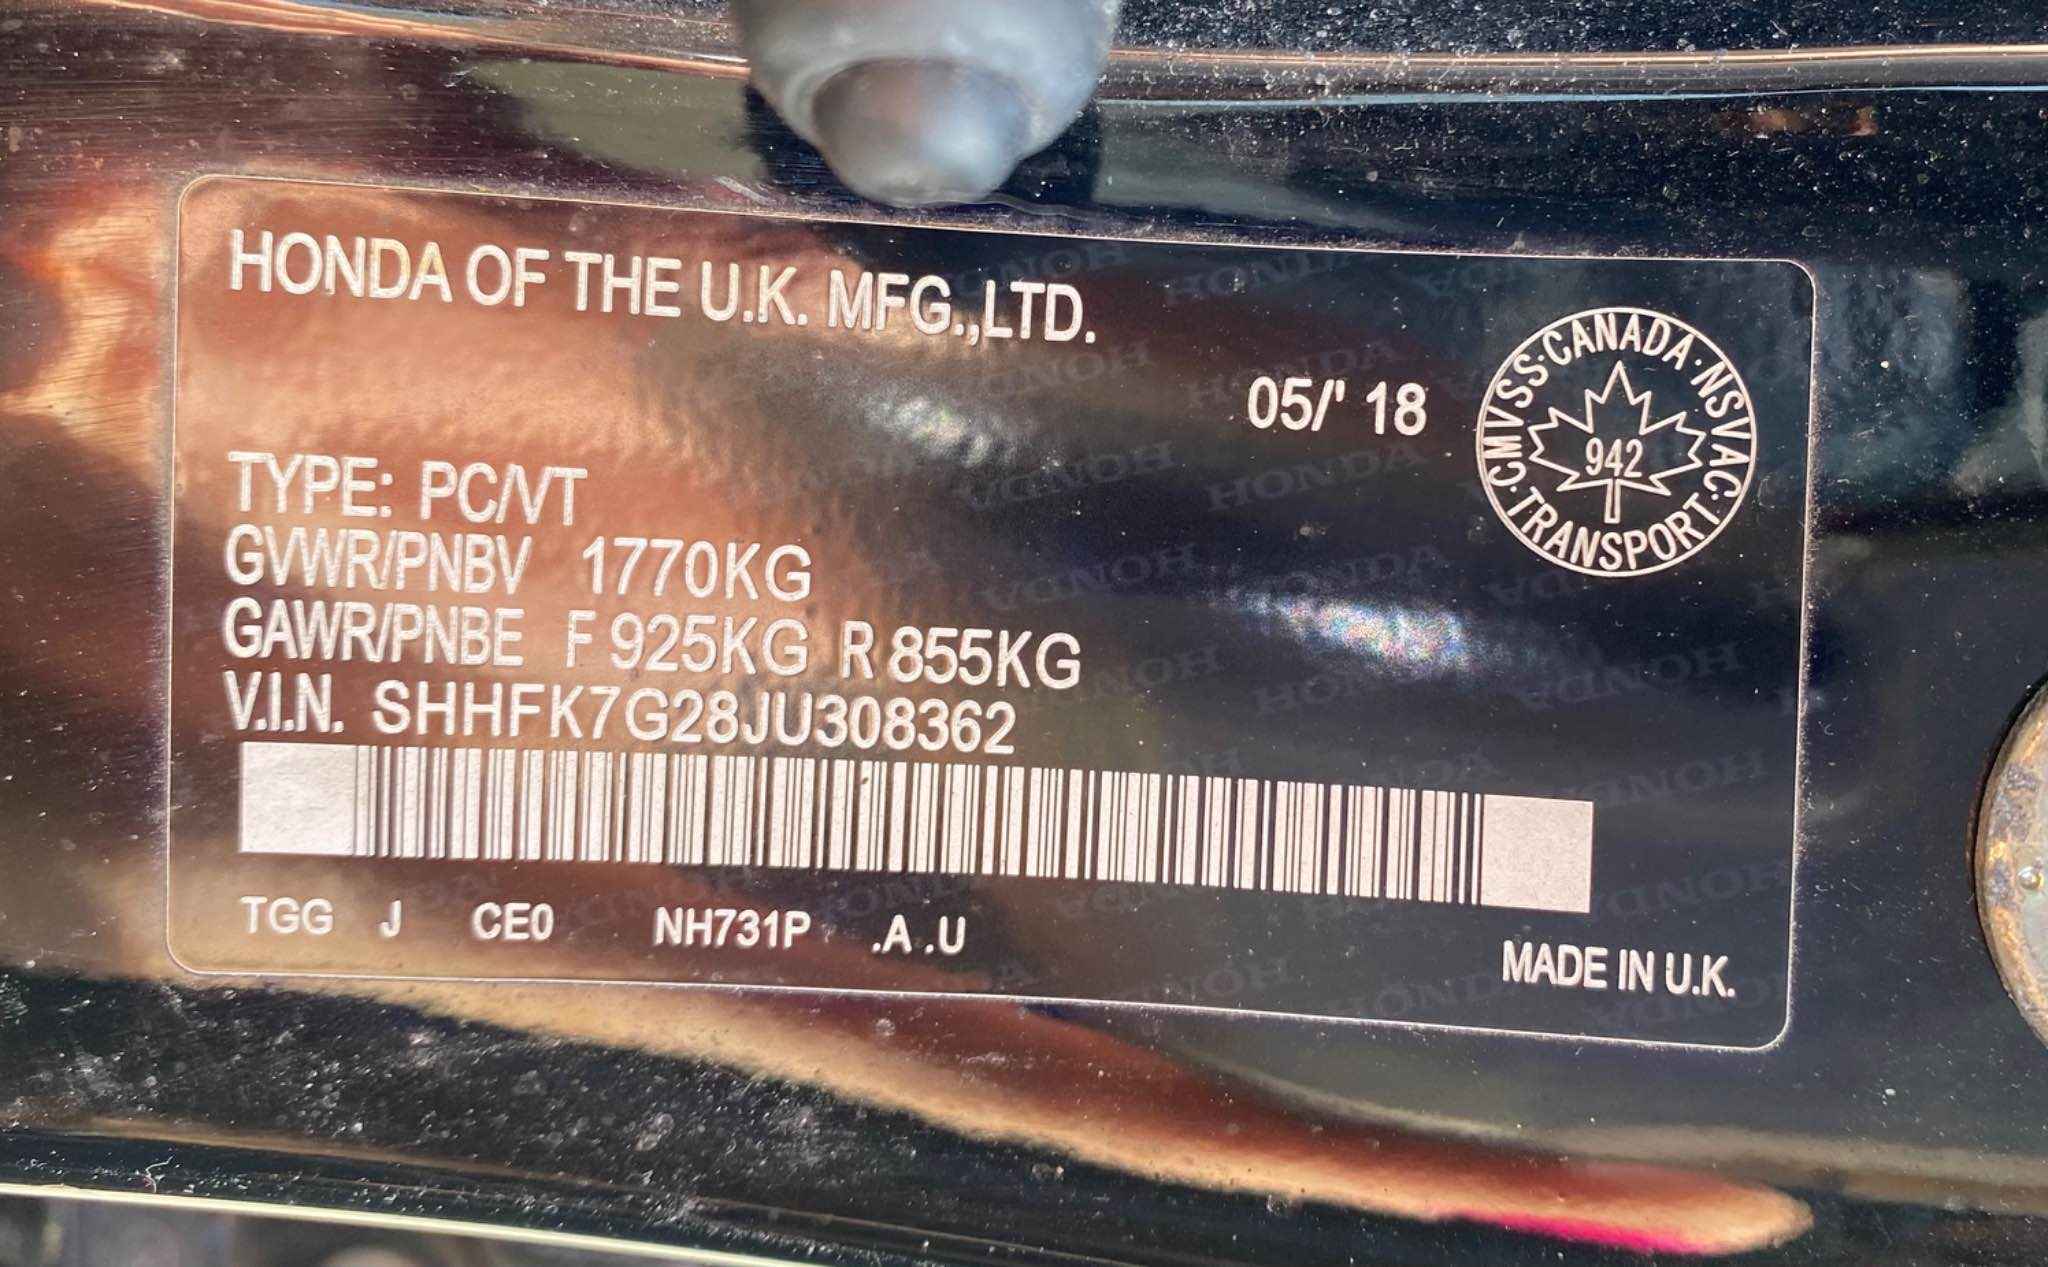 HONDA OF THE U.K. MFG.,LTD.
05/' 18
CMVSS·CANADA·NSVAC·TRANSPORT·
942
TYPE: PC/VT
GVWR/PNBV 1770KG
GAWR/PNBE F 925KG R 855KG
V.I.N. SHHFK7G28JU308362
TGG J CE0 NH731P .A .U
MADE IN U.K.